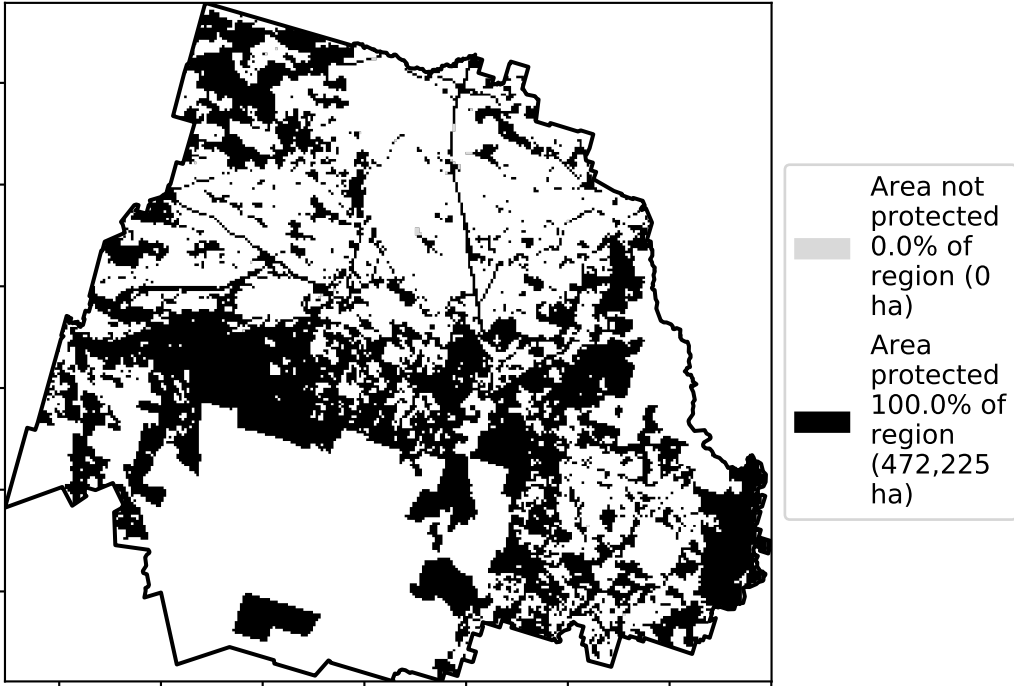 Area not
protected
0.0% of
region (0
ha)
Area
protected
100.0% of
region
(472,225
ha)